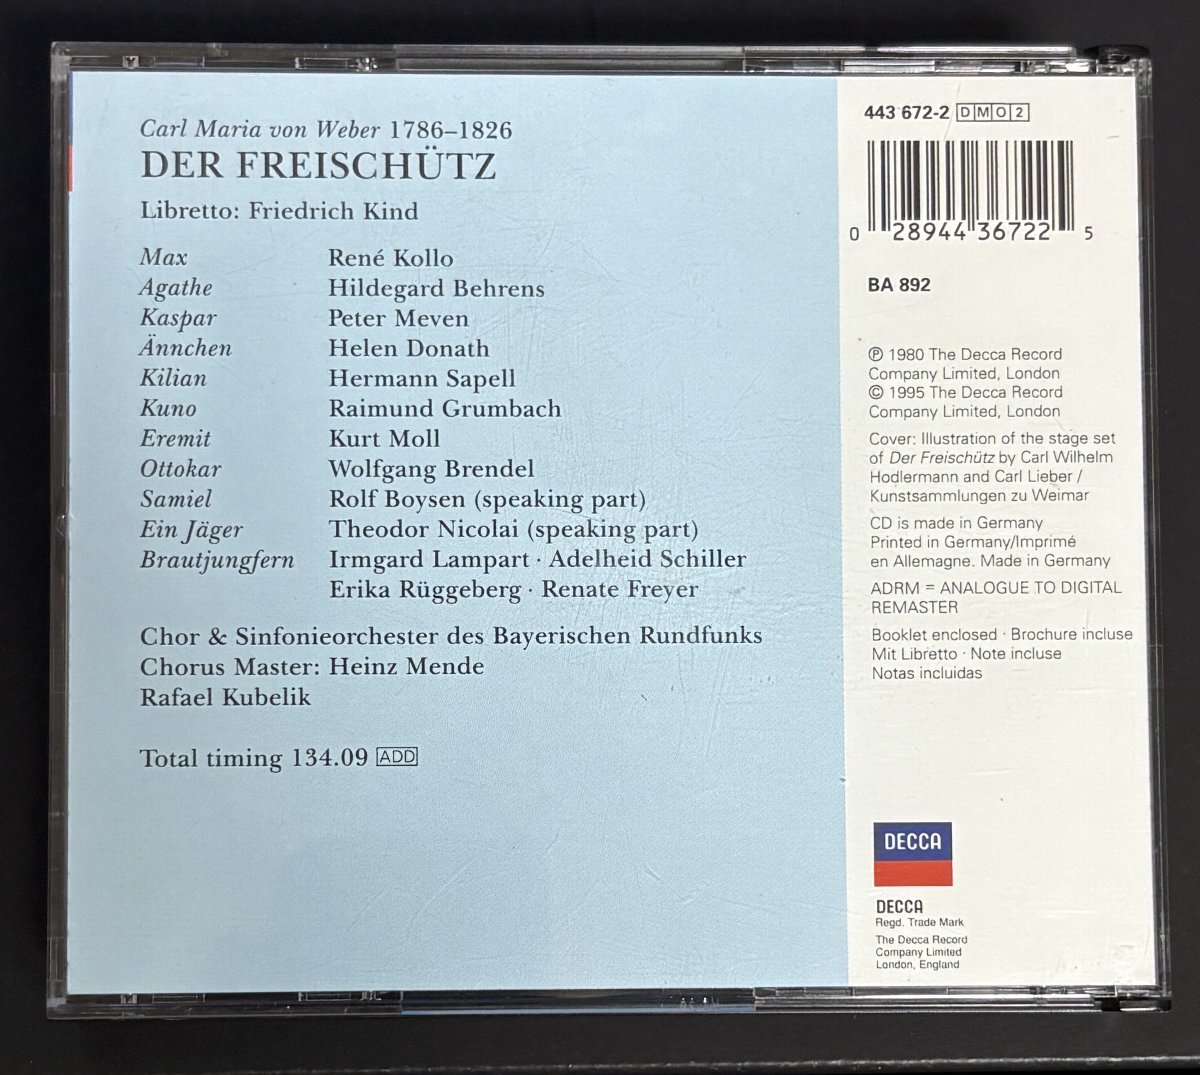 Carl Maria von Weber 1786–1826
DER FREISCHÜTZ
Libretto: Friedrich Kind
Max René Kollo
Agathe Hildegard Behrens
Kaspar Peter Meven
Ännchen Helen Donath
Kilian Hermann Sapell
Kuno Raimund Grumbach
Eremit Kurt Moll
Ottokar Wolfgang Brendel
Samiel Rolf Boysen (speaking part)
Ein Jäger Theodor Nicolai (speaking part)
Brautjungfern Irmgard Lampart · Adelheid Schiller
Erika Rüggeberg · Renate Freyer
Chor & Sinfonieorchester des Bayerischen Rundfunks
Chorus Master: Heinz Mende
Rafael Kubelik
Total timing 134.09 ADD
443 672-2 DMO2
0 28944 36722 5
BA 892
℗ 1980 The Decca Record
Company Limited, London
© 1995 The Decca Record
Company Limited, London
Cover: Illustration of the stage set
of Der Freischütz by Carl Wilhelm
Hodlermann and Carl Lieber /
Kunstsammlungen zu Weimar
CD is made in Germany
Printed in Germany/Imprimé
en Allemagne. Made in Germany
ADRM = ANALOGUE TO DIGITAL
REMASTER
Booklet enclosed · Brochure incluse
Mit Libretto · Note incluse
Notas incluidas
DECCA
DECCA
Regd. Trade Mark
The Decca Record
Company Limited
London, England